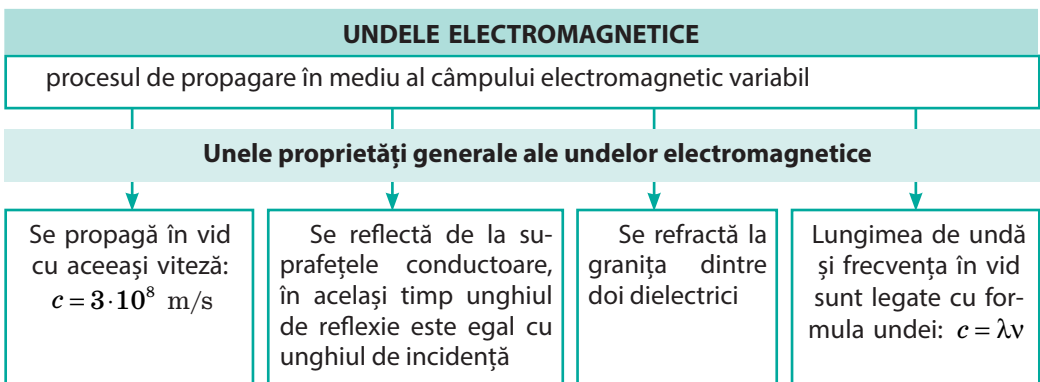 UNDELE ELECTROMAGNETICE
procesul de propagare în mediu al câmpului electromagnetic variabil
Unele proprietăți generale ale undelor electromagnetice
Se propagă în vid
cu aceeași viteză:
c = 3·10⁸ m/s
Se reflectă de la su-
prafețele conductoare,
în același timp unghiul
de reflexie este egal cu
unghiul de incidență
Se refractă la
granița dintre
doi dielectrici
Lungimea de undă
și frecvența în vid
sunt legate cu for-
mula undei: c = λν